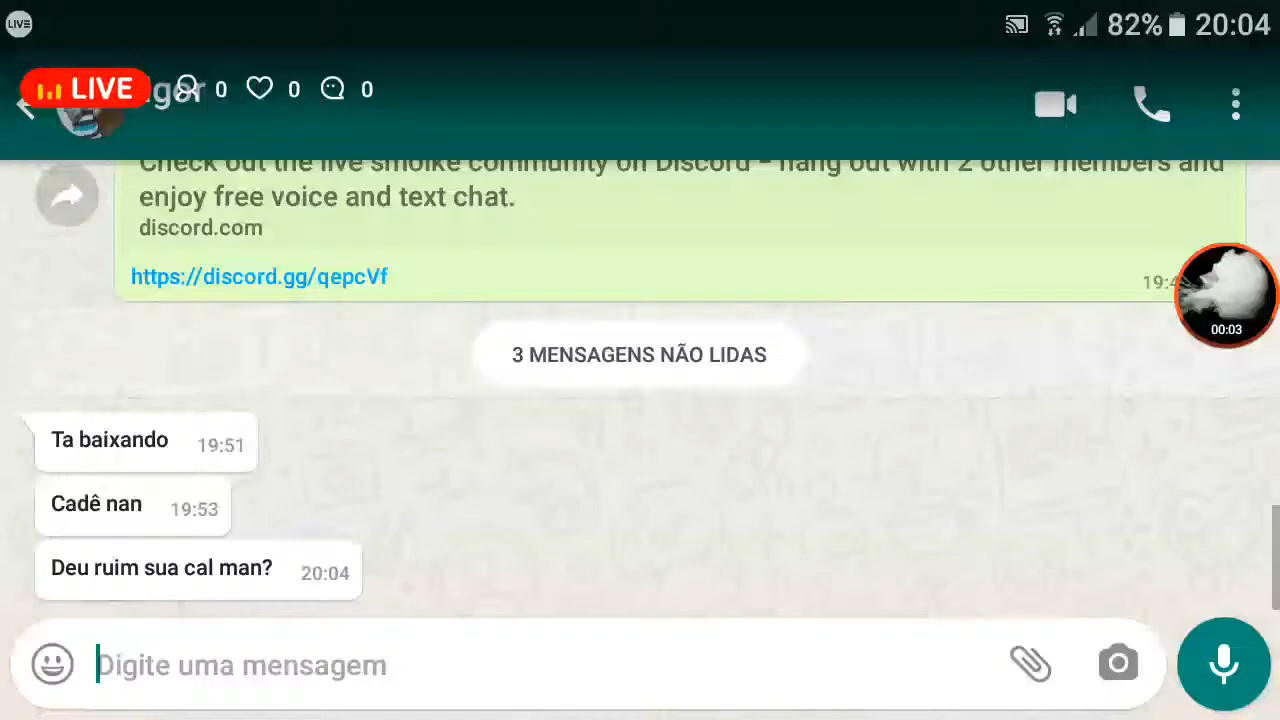 LIVE
82% 20:04
LIVE 0 0 0
Igor
Check out the live smolke community on Discord - hang out with 2 other members and
enjoy free voice and text chat.
discord.com
https://discord.gg/qepcVf
00:03
3 MENSAGENS NÃO LIDAS
Ta baixando 19:51
Cadê nan 19:53
Deu ruim sua cal man? 20:04
Digite uma mensagem